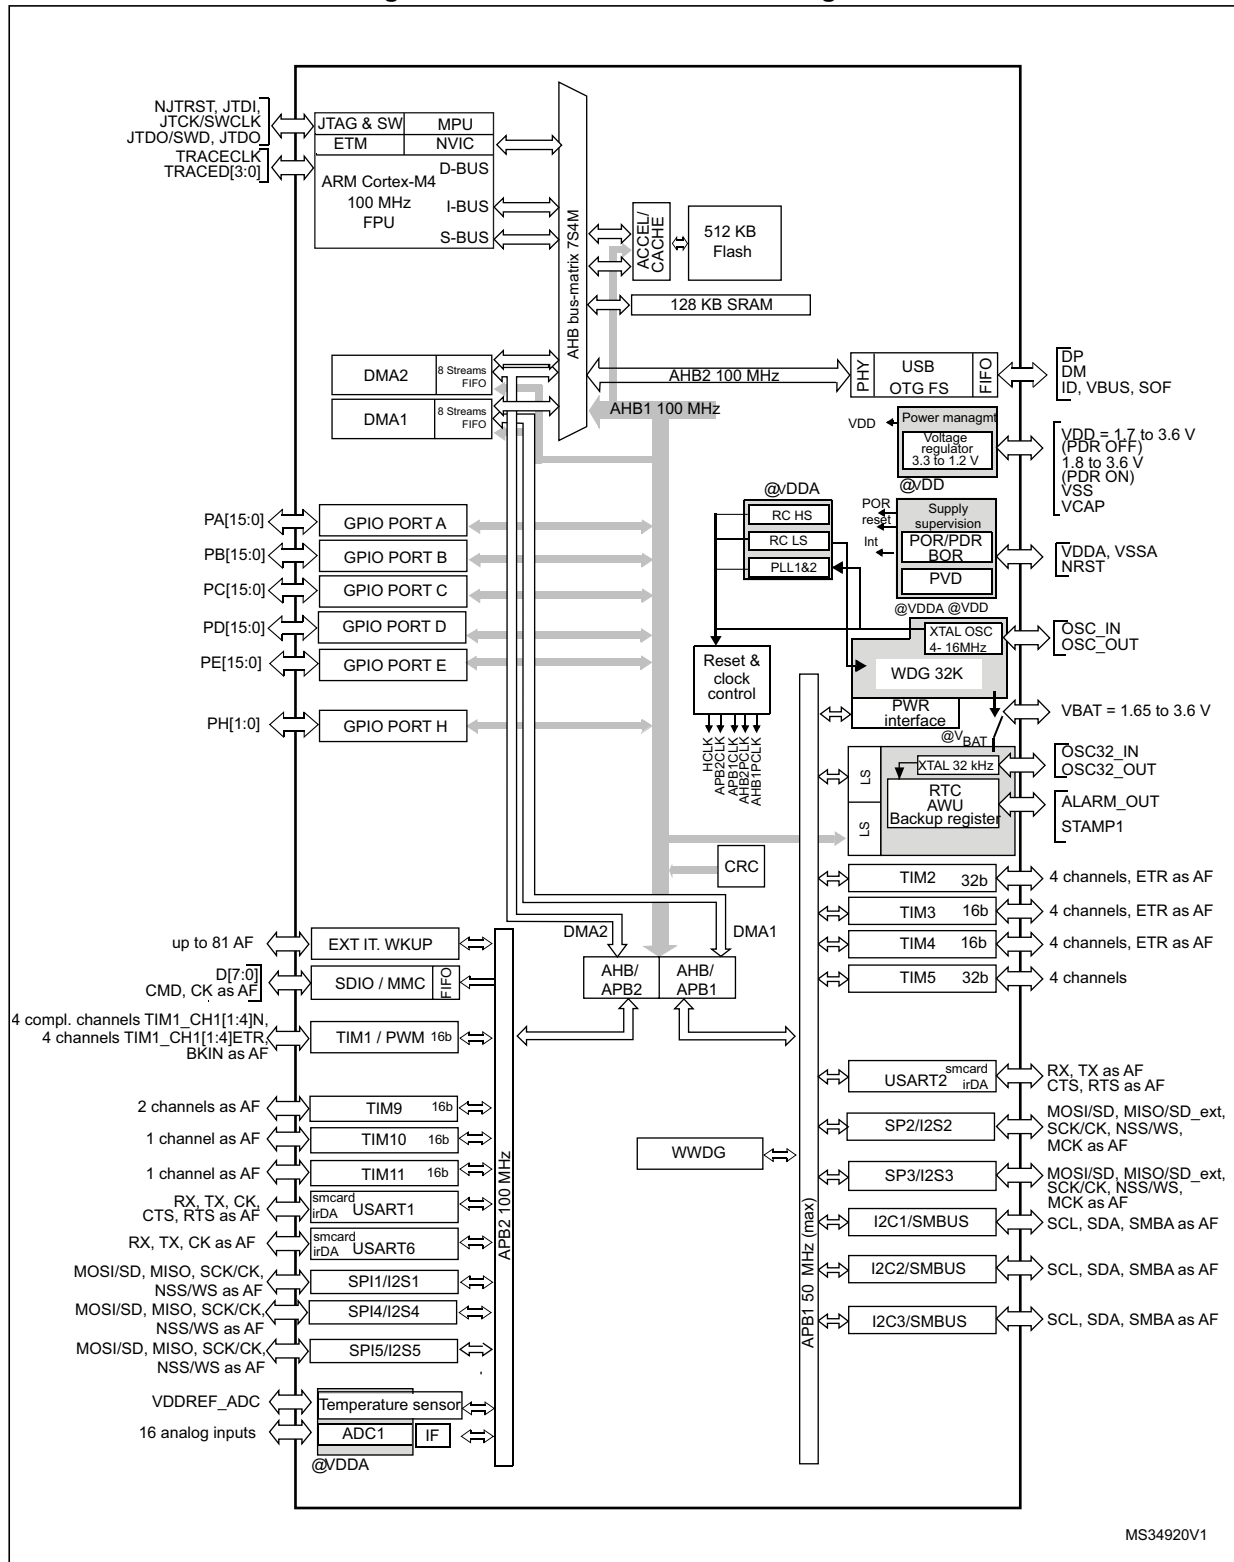 NJTRST, JTDI,
JTCK/SWCLK
JTDO/SWD, JTDO
TRACECLK
TRACED[3:0]
JTAG & SW
MPU
ETM
NVIC
D-BUS
ARM Cortex-M4
100 MHz
FPU
I-BUS
S-BUS
AHB bus-matrix 7S4M
ACCEL/
CACHE
512 KB
Flash
128 KB SRAM
DMA2
8 Streams
FIFO
DMA1
8 Streams
FIFO
AHB2 100 MHz
AHB1 100 MHz
PHY
USB
OTG FS
FIFO
DP
DM
ID, VBUS, SOF
VDD
Power managmt
Voltage
regulator
3.3 to 1.2 V
@VDD
VDD = 1.7 to 3.6 V
(PDR OFF)
1.8 to 3.6 V
(PDR ON)
VSS
VCAP
@VDDA
RC HS
RC LS
PLL1&2
POR
reset
Int
Supply
supervision
POR/PDR
BOR
PVD
VDDA, VSSA
NRST
@VDDA @VDD
XTAL OSC
4- 16MHz
WDG 32K
OSC_IN
OSC_OUT
PWR
interface
VBAT = 1.65 to 3.6 V
@VBAT
Reset &
clock
control
HCLK
APB2CLK
APB1CLK
AHB2PCLK
AHB1PCLK
LS
LS
XTAL 32 kHz
RTC
AWU
Backup register
OSC32_IN
OSC32_OUT
ALARM_OUT
STAMP1
PA[15:0]
GPIO PORT A
PB[15:0]
GPIO PORT B
PC[15:0]
GPIO PORT C
PD[15:0]
GPIO PORT D
PE[15:0]
GPIO PORT E
PH[1:0]
GPIO PORT H
CRC
TIM2 32b
4 channels, ETR as AF
TIM3 16b
4 channels, ETR as AF
TIM4 16b
4 channels, ETR as AF
TIM5 32b
4 channels
DMA2
DMA1
AHB/
APB2
AHB/
APB1
up to 81 AF
EXT IT. WKUP
D[7:0]
CMD, CK as AF
SDIO / MMC
FIFO
4 compl. channels TIM1_CH1[1:4]N,
4 channels TIM1_CH1[1:4]ETR,
BKIN as AF
TIM1 / PWM 16b
2 channels as AF
TIM9 16b
1 channel as AF
TIM10 16b
1 channel as AF
TIM11 16b
RX, TX, CK,
CTS, RTS as AF
smcard
irDA USART1
RX, TX, CK as AF
smcard
irDA USART6
MOSI/SD, MISO, SCK/CK,
NSS/WS as AF
SPI1/I2S1
MOSI/SD, MISO, SCK/CK,
NSS/WS as AF
SPI4/I2S4
MOSI/SD, MISO, SCK/CK,
NSS/WS as AF
SPI5/I2S5
VDDREF_ADC
Temperature sensor
16 analog inputs
ADC1
IF
@VDDA
APB2 100 MHz
WWDG
APB1 50 MHz (max)
USART2 smcard
irDA
RX, TX as AF
CTS, RTS as AF
SP2/I2S2
MOSI/SD, MISO/SD_ext,
SCK/CK, NSS/WS,
MCK as AF
SP3/I2S3
MOSI/SD, MISO/SD_ext,
SCK/CK, NSS/WS,
MCK as AF
I2C1/SMBUS
SCL, SDA, SMBA as AF
I2C2/SMBUS
SCL, SDA, SMBA as AF
I2C3/SMBUS
SCL, SDA, SMBA as AF
MS34920V1